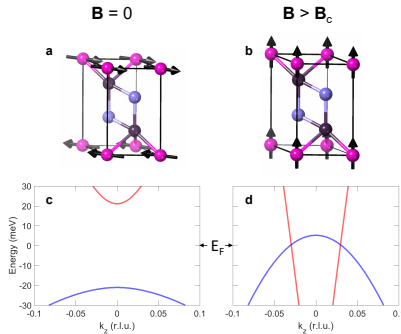 B = 0
B > Bc
a
b
c
d
30
20
10
0
-10
-20
-30
Energy (meV)
E_F
-0.1
-0.05
0
0.05
0.1
k_z (r.l.u.)
-0.1
-0.05
0
0.05
0.1
k_z (r.l.u.)